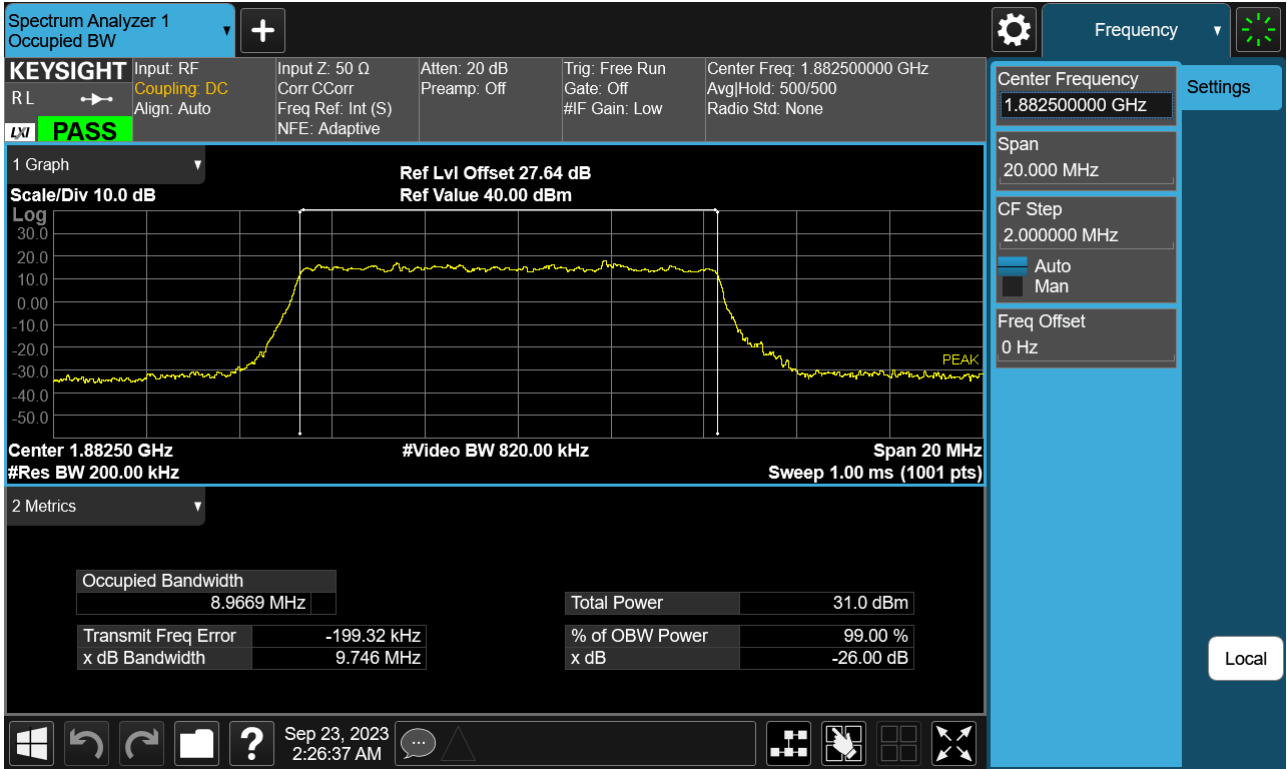 Spectrum Analyzer 1
Occupied BW
+
Frequency
KEYSIGHT
R L
LXI
PASS
Input: RF
Coupling: DC
Align: Auto
Input Z: 50 Ω
Corr CCorr
Freq Ref: Int (S)
NFE: Adaptive
Atten: 20 dB
Preamp: Off
Trig: Free Run
Gate: Off
#IF Gain: Low
Center Freq: 1.882500000 GHz
Avg|Hold: 500/500
Radio Std: None
Center Frequency
1.882500000 GHz
Settings
Span
20.000 MHz
CF Step
2.000000 MHz
Auto
Man
Freq Offset
0 Hz
Local
1 Graph
Scale/Div 10.0 dB
Ref Lvl Offset 27.64 dB
Ref Value 40.00 dBm
Log
30.0
20.0
10.0
0.00
-10.0
-20.0
-30.0
-40.0
-50.0
PEAK
Center 1.88250 GHz
#Video BW 820.00 kHz
Span 20 MHz
#Res BW 200.00 kHz
Sweep 1.00 ms (1001 pts)
2 Metrics
Occupied Bandwidth
8.9669 MHz
Total Power 31.0 dBm
Transmit Freq Error -199.32 kHz
% of OBW Power 99.00 %
x dB Bandwidth 9.746 MHz
x dB -26.00 dB
?
Sep 23, 2023
2:26:37 AM